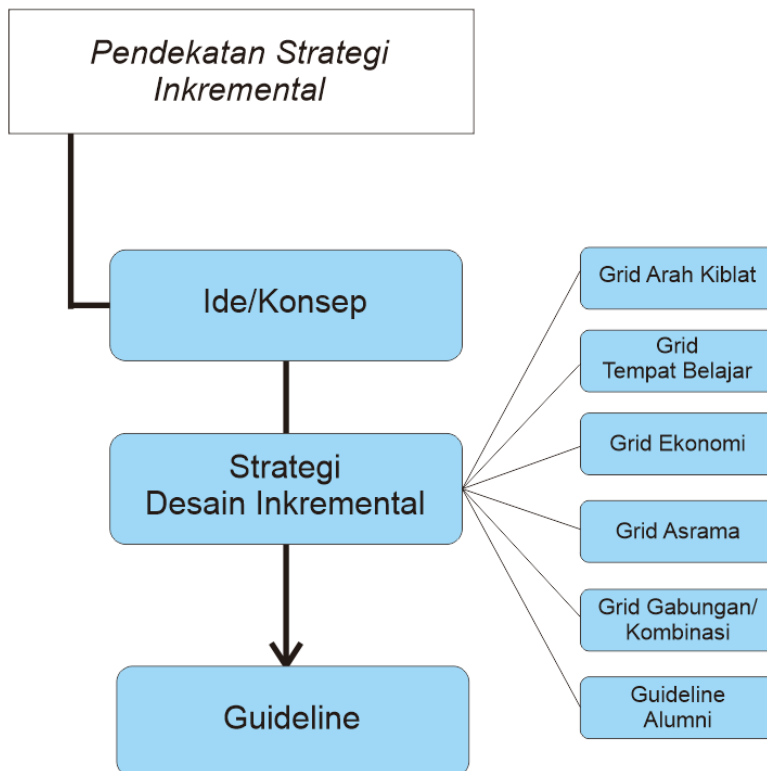 Pendekatan Strategi
Inkremental
Ide/Konsep
Strategi
Desain Inkremental
Guideline
Grid Arah Kiblat
Grid
Tempat Belajar
Grid Ekonomi
Grid Asrama
Grid Gabungan/
Kombinasi
Guideline
Alumni